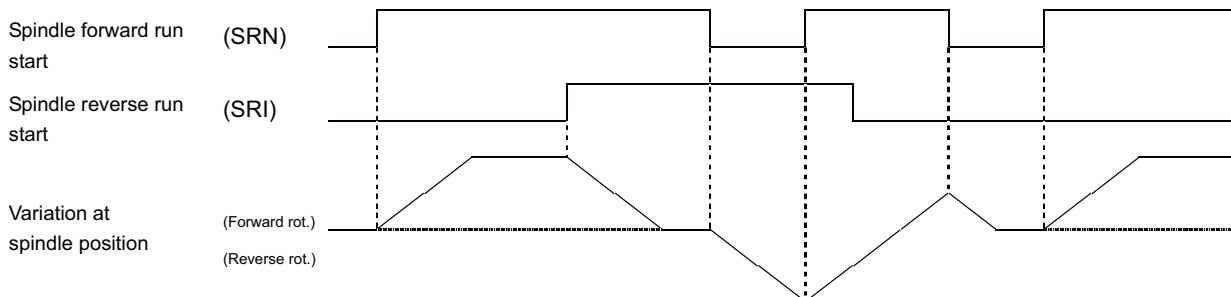 Spindle forward run
start
(SRN)
Spindle reverse run
start
(SRI)
Variation at
spindle position
(Forward rot.)
(Reverse rot.)